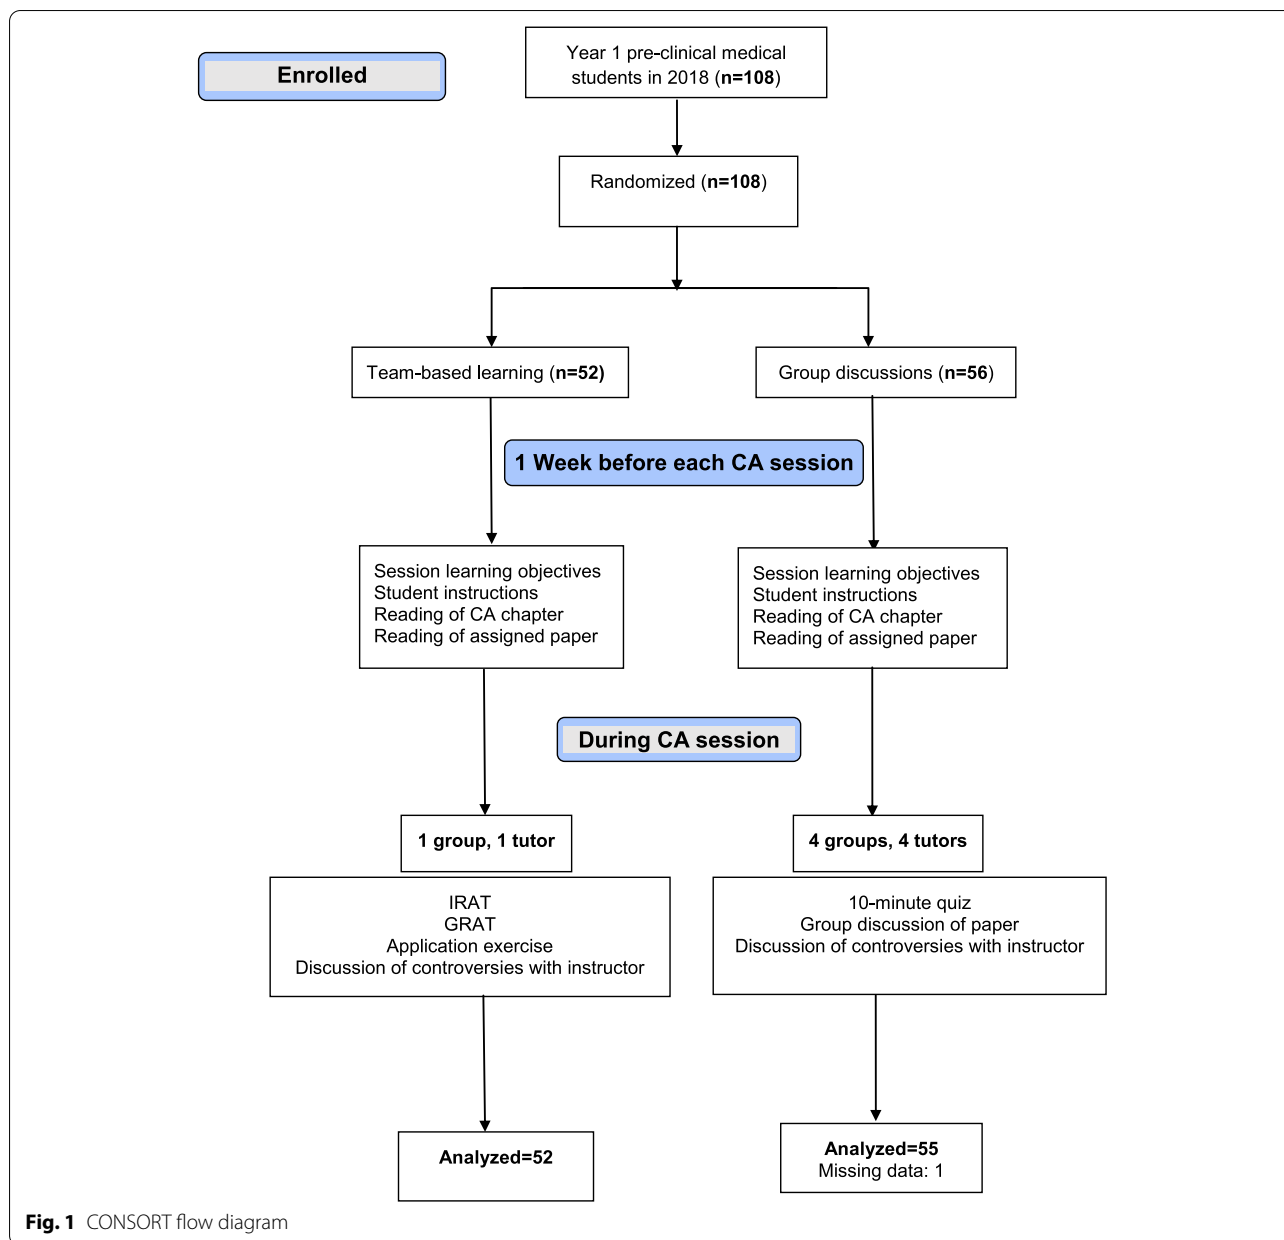 Enrolled
Year 1 pre-clinical medical
students in 2018 (n=108)
Randomized (n=108)
Team-based learning (n=52)
Group discussions (n=56)
1 Week before each CA session
Session learning objectives
Student instructions
Reading of CA chapter
Reading of assigned paper
Session learning objectives
Student instructions
Reading of CA chapter
Reading of assigned paper
During CA session
1 group, 1 tutor
4 groups, 4 tutors
IRAT
GRAT
Application exercise
Discussion of controversies with instructor
10-minute quiz
Group discussion of paper
Discussion of controversies with instructor
Analyzed=52
Analyzed=55
Missing data: 1
Fig. 1 CONSORT flow diagram